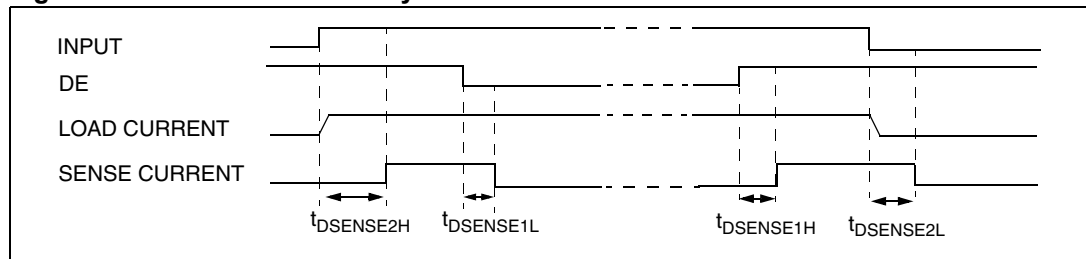 INPUT
DE
LOAD CURRENT
SENSE CURRENT
tDSENSE2H tDSENSE1L tDSENSE1H tDSENSE2L